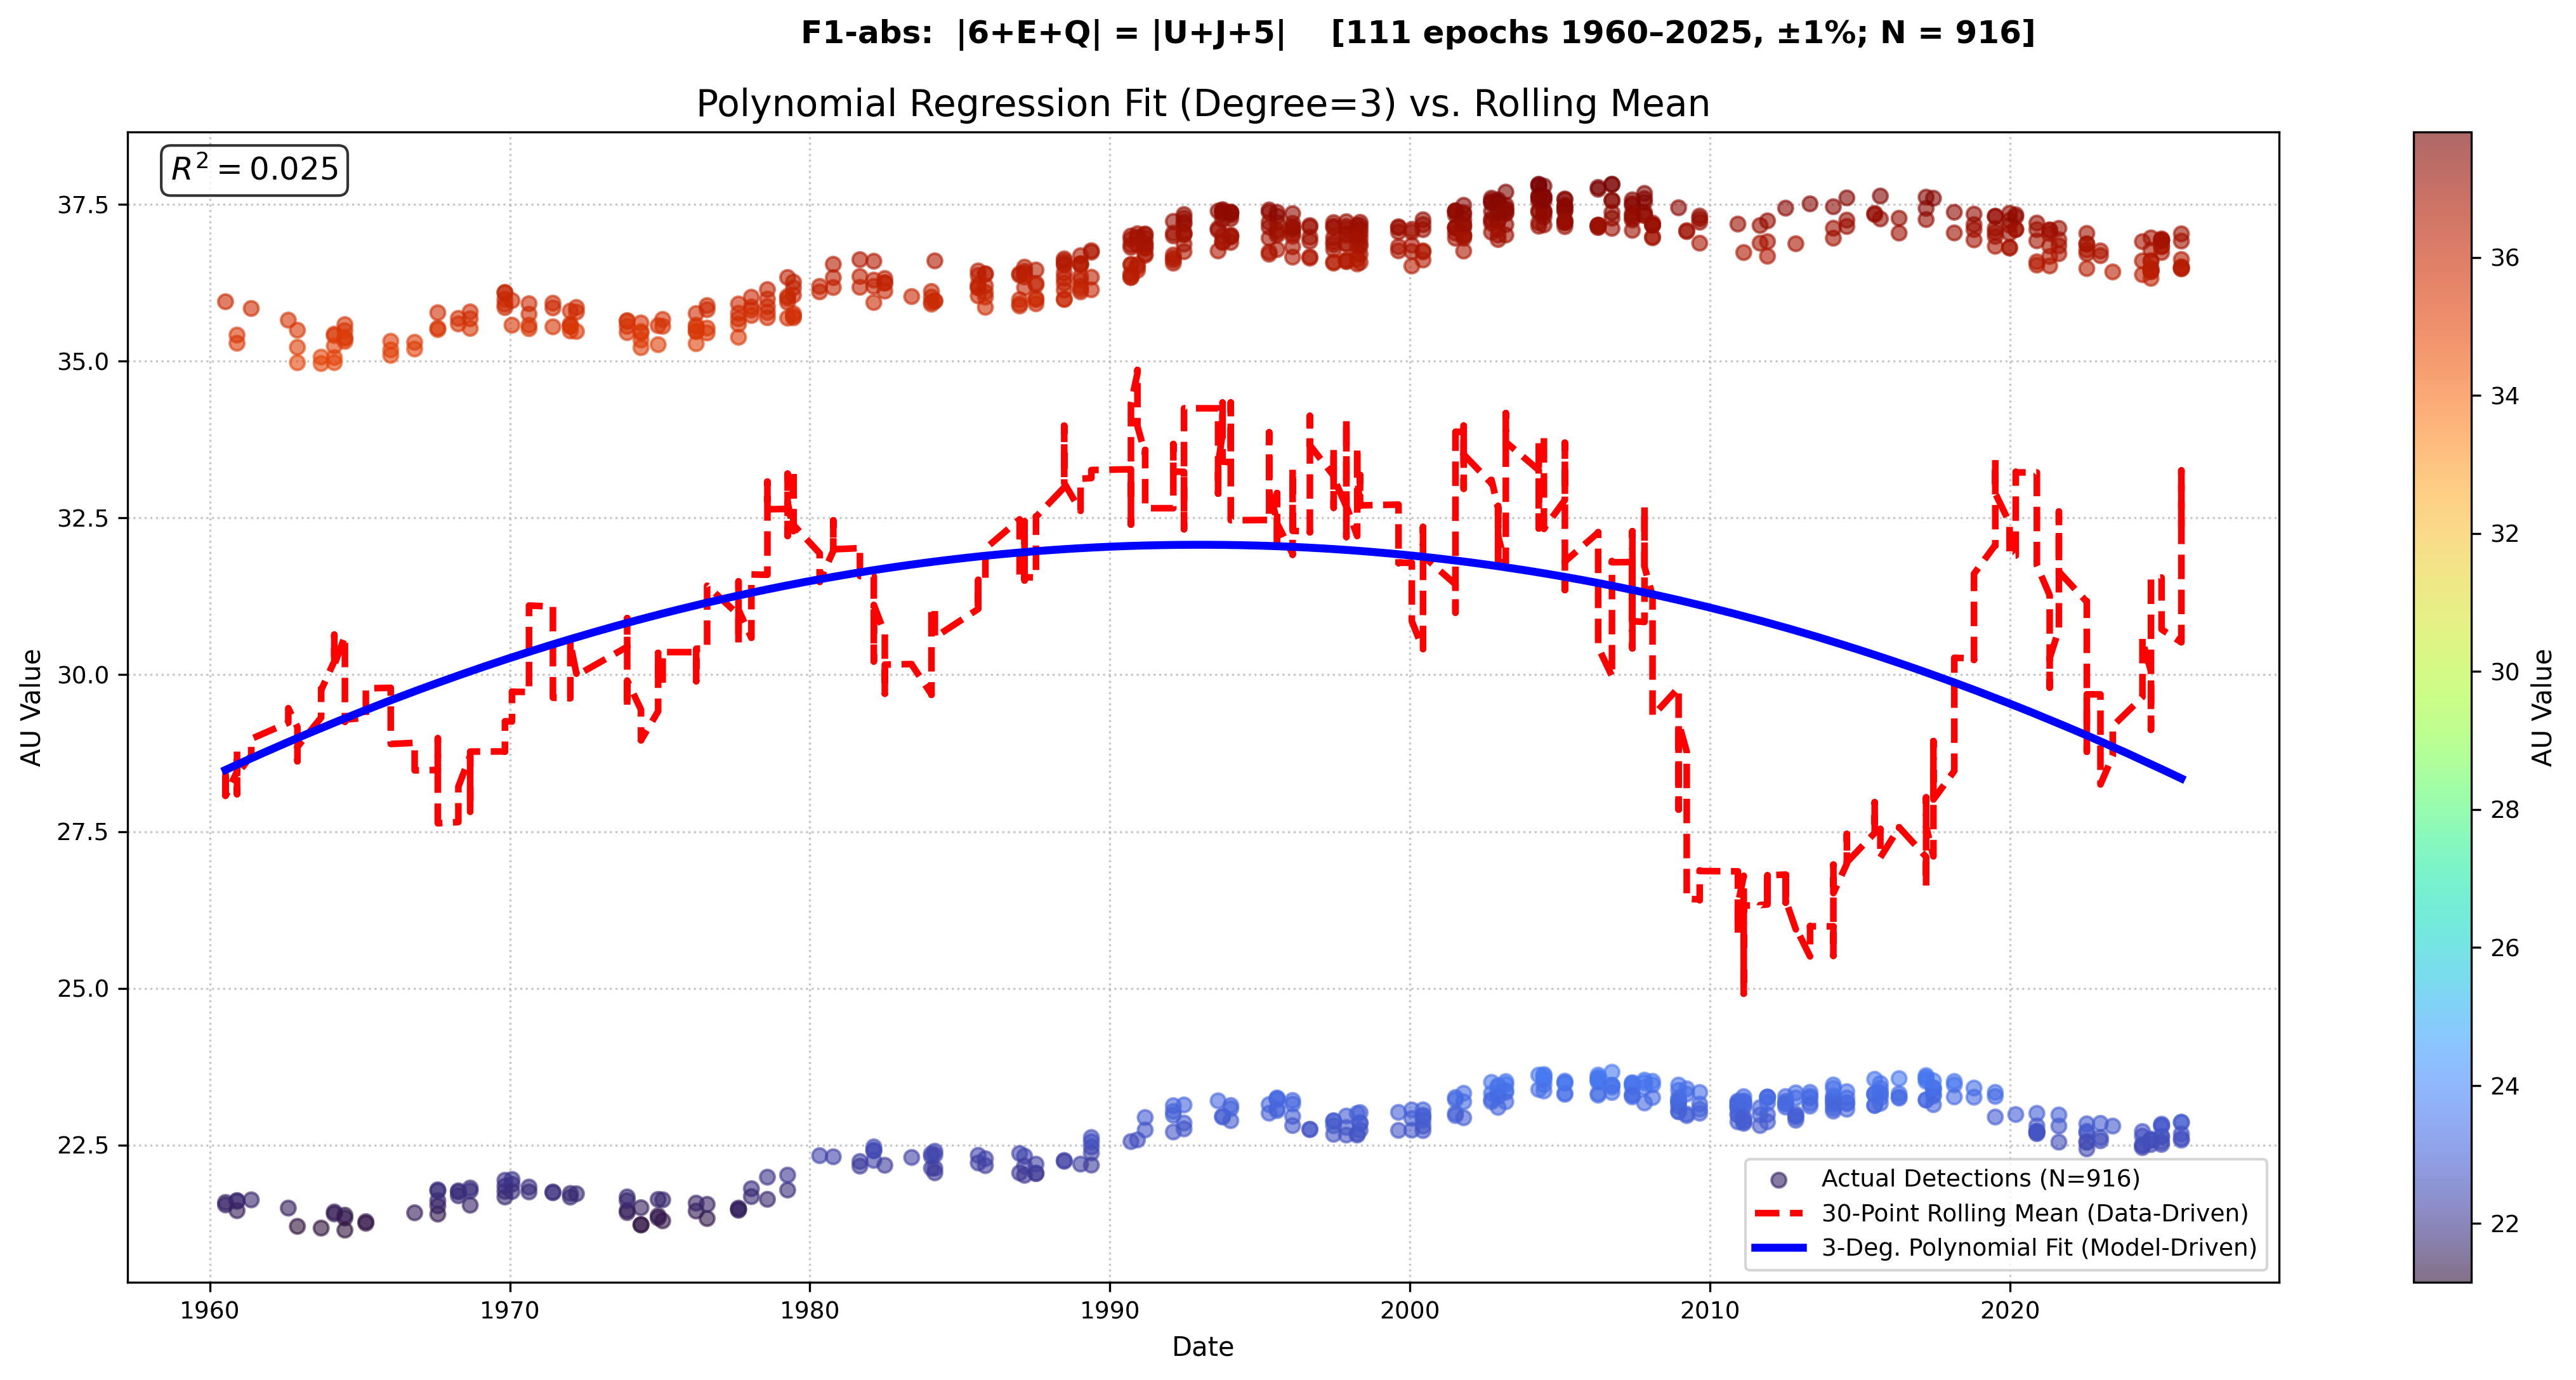 F1-abs:  |6+E+Q| = |U+J+5|    [111 epochs 1960–2025, ±1%; N = 916]
Polynomial Regression Fit (Degree=3) vs. Rolling Mean
R² = 0.025
37.5
35.0
32.5
30.0
27.5
25.0
22.5
AU Value
1960
1970
1980
1990
2000
2010
2020
Date
Actual Detections (N=916)
30-Point Rolling Mean (Data-Driven)
3-Deg. Polynomial Fit (Model-Driven)
36
34
32
30
28
26
24
22
AU Value